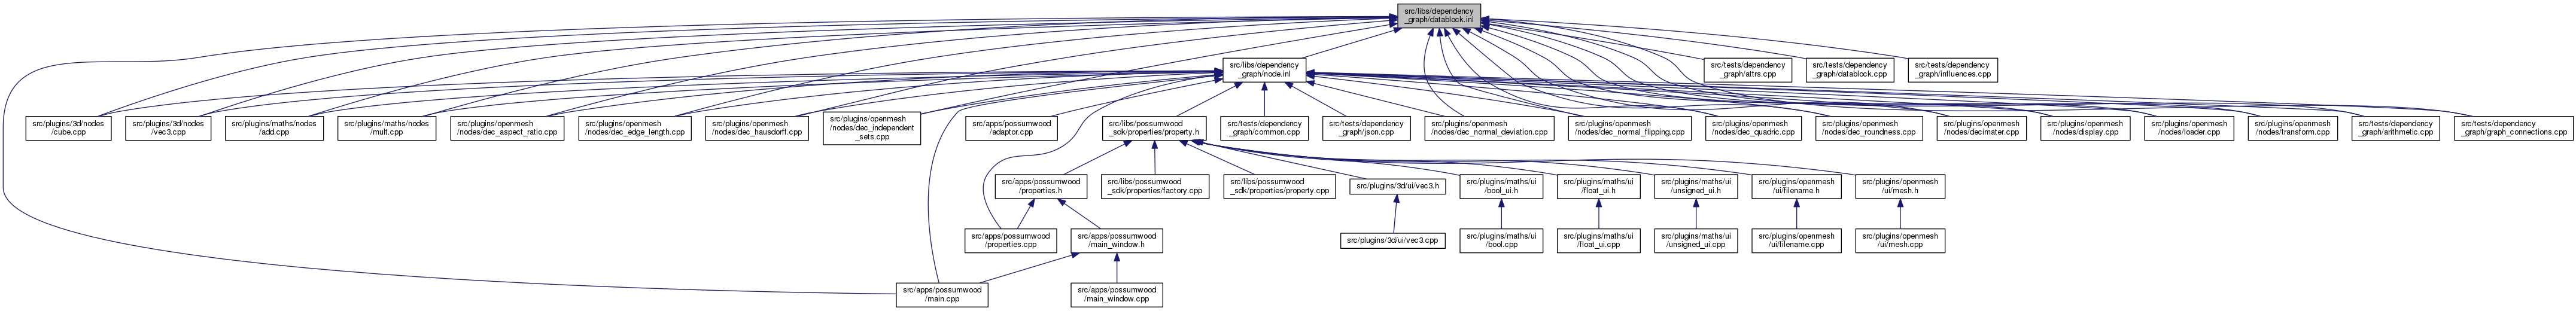 src/libs/dependency
_graph/datablock.inl
src/libs/dependency
_graph/node.inl
src/tests/dependency
_graph/attrs.cpp
src/tests/dependency
_graph/datablock.cpp
src/tests/dependency
_graph/influences.cpp
src/plugins/3d/nodes
/cube.cpp
src/plugins/3d/nodes
/vec3.cpp
src/plugins/maths/nodes
/add.cpp
src/plugins/maths/nodes
/mult.cpp
src/plugins/openmesh
/nodes/dec_aspect_ratio.cpp
src/plugins/openmesh
/nodes/dec_edge_length.cpp
src/plugins/openmesh
/nodes/dec_hausdorff.cpp
src/plugins/openmesh
/nodes/dec_independent
_sets.cpp
src/apps/possumwood
/adaptor.cpp
src/libs/possumwood
_sdk/properties/property.h
src/tests/dependency
_graph/common.cpp
src/tests/dependency
_graph/json.cpp
src/plugins/openmesh
/nodes/dec_normal_deviation.cpp
src/plugins/openmesh
/nodes/dec_normal_flipping.cpp
src/plugins/openmesh
/nodes/dec_quadric.cpp
src/plugins/openmesh
/nodes/dec_roundness.cpp
src/plugins/openmesh
/nodes/decimater.cpp
src/plugins/openmesh
/nodes/display.cpp
src/plugins/openmesh
/nodes/loader.cpp
src/plugins/openmesh
/nodes/transform.cpp
src/tests/dependency
_graph/arithmetic.cpp
src/tests/dependency
_graph/graph_connections.cpp
src/apps/possumwood
/properties.h
src/libs/possumwood
_sdk/properties/factory.cpp
src/libs/possumwood
_sdk/properties/property.cpp
src/plugins/3d/ui/vec3.h
src/plugins/maths/ui
/bool_ui.h
src/plugins/maths/ui
/float_ui.h
src/plugins/maths/ui
/unsigned_ui.h
src/plugins/openmesh
/ui/filename.h
src/plugins/openmesh
/ui/mesh.h
src/apps/possumwood
/properties.cpp
src/apps/possumwood
/main_window.h
src/plugins/3d/ui/vec3.cpp
src/plugins/maths/ui
/bool.cpp
src/plugins/maths/ui
/float_ui.cpp
src/plugins/maths/ui
/unsigned_ui.cpp
src/plugins/openmesh
/ui/filename.cpp
src/plugins/openmesh
/ui/mesh.cpp
src/apps/possumwood
/main.cpp
src/apps/possumwood
/main_window.cpp